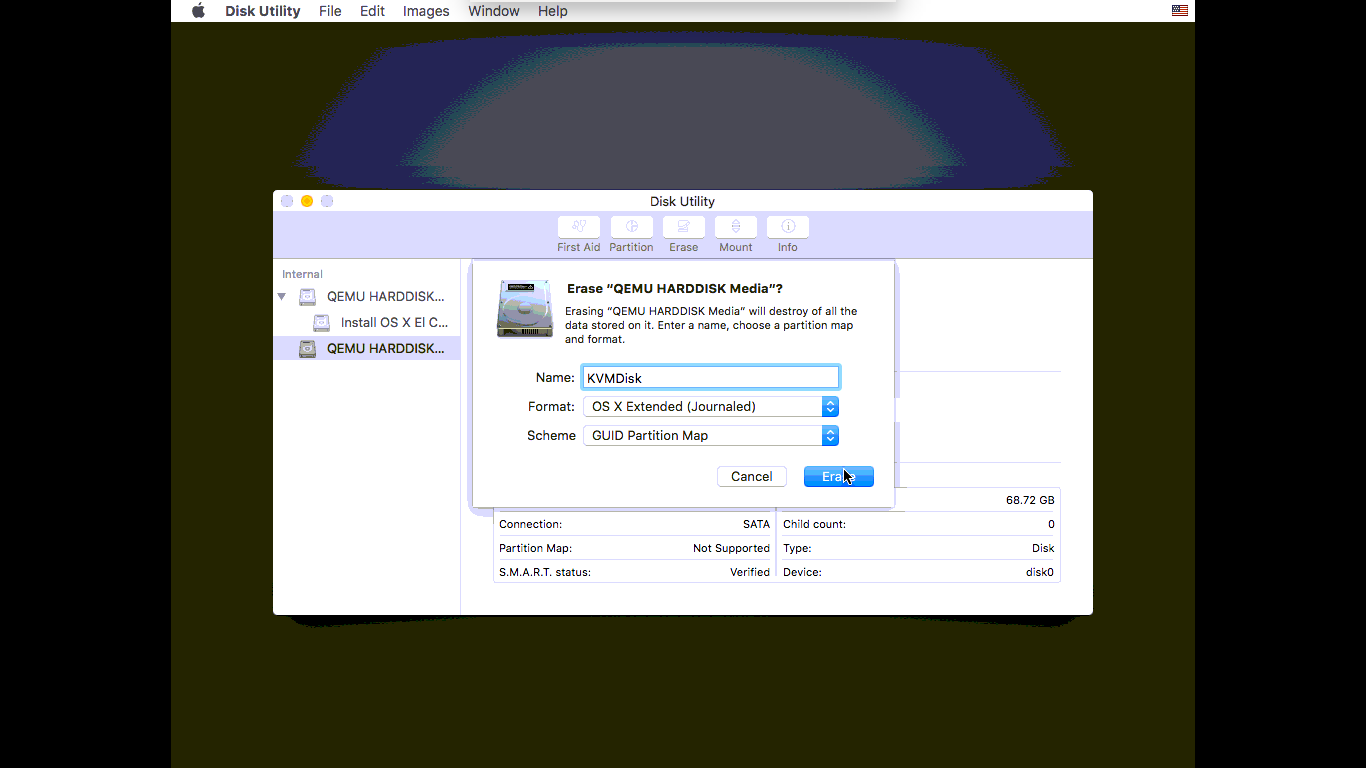 Disk Utility File Edit Images Window Help
Disk Utility
First Aid Partition Erase Mount Info
Internal
QEMU HARDDISK...
Install OS X El C...
QEMU HARDDISK...
Erase “QEMU HARDDISK Media”?
Erasing “QEMU HARDDISK Media” will destroy of all the
data stored on it. Enter a name, choose a partition map
and format.
Name: KVMDisk
Format: OS X Extended (Journaled)
Scheme GUID Partition Map
Cancel Erase
68.72 GB
Connection: SATA Child count: 0
Partition Map: Not Supported Type: Disk
S.M.A.R.T. status: Verified Device: disk0